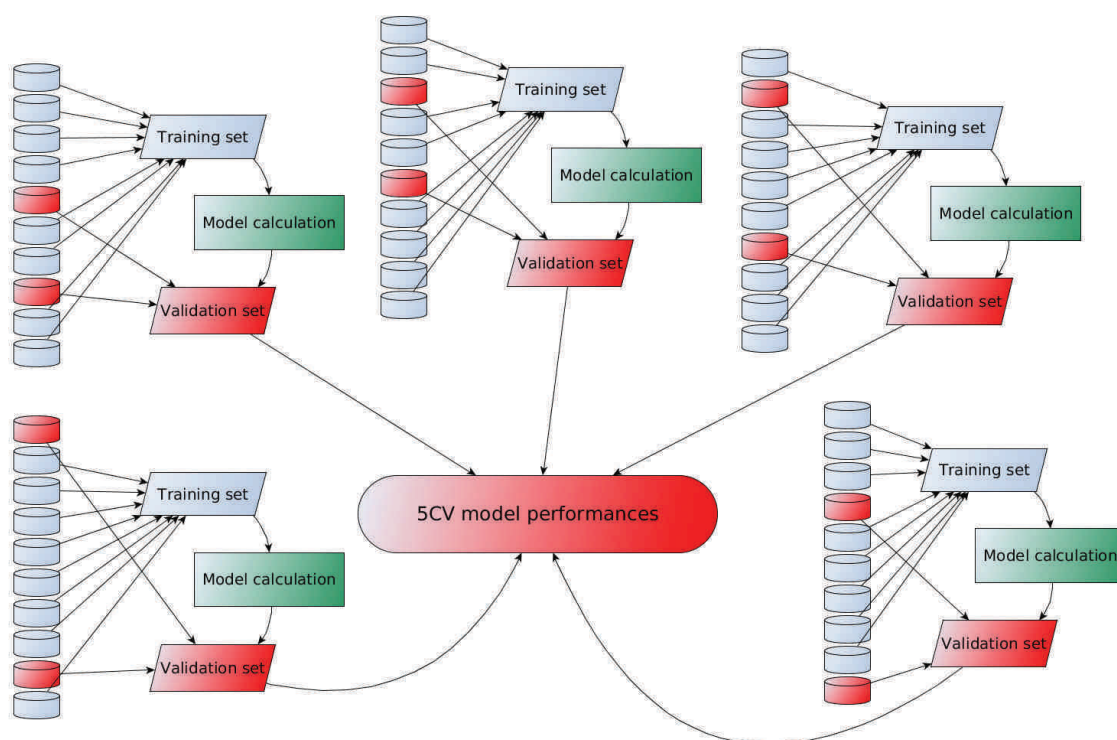 Training set
Model calculation
Validation set
Training set
Model calculation
Validation set
Training set
Model calculation
Validation set
5CV model performances
Training set
Model calculation
Validation set
Training set
Model calculation
Validation set